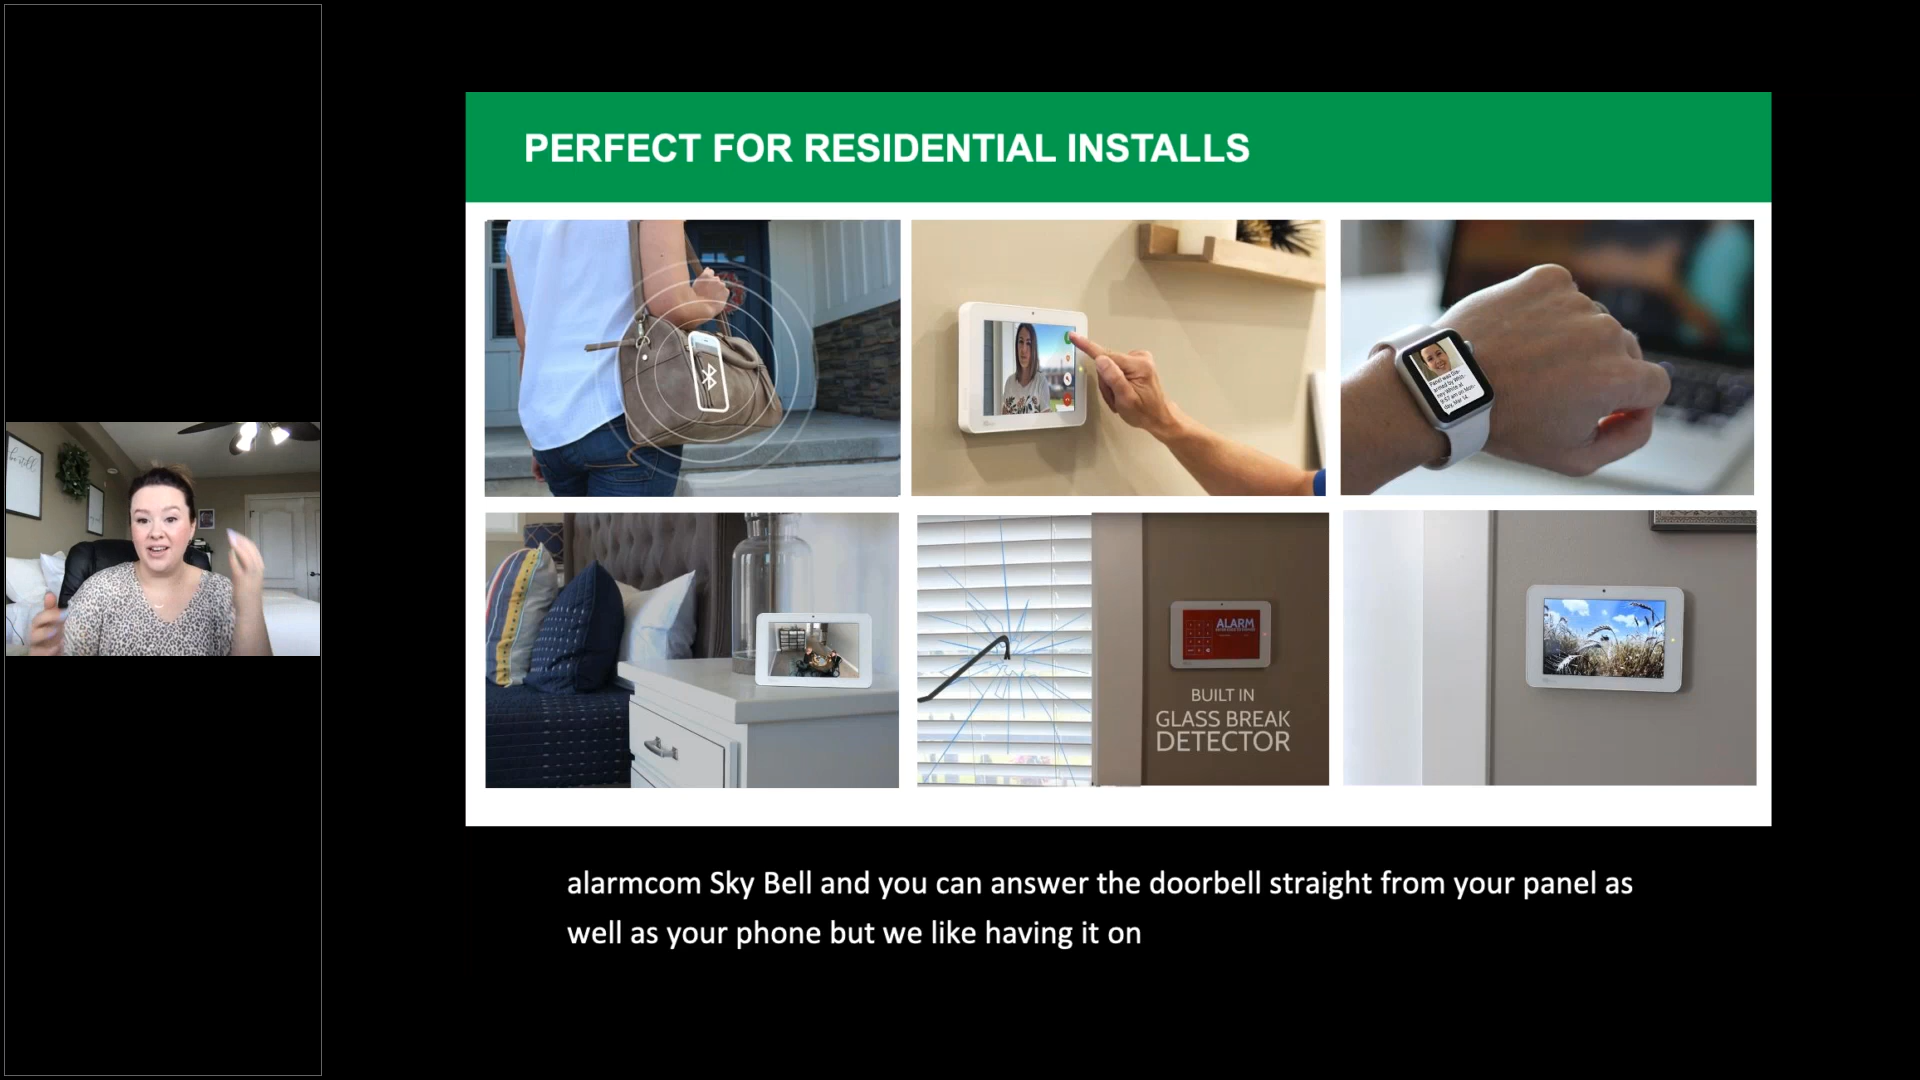 PERFECT FOR RESIDENTIAL INSTALLS
ALARM
BUILT IN
GLASS BREAK
DETECTOR
alarmcom Sky Bell and you can answer the doorbell straight from your panel as
well as your phone but we like having it on